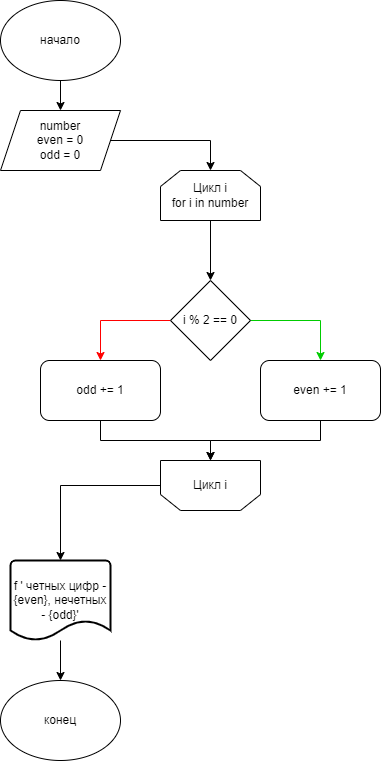 начало
number
even = 0
odd = 0
Цикл i
for i in number
i % 2 == 0
odd += 1
even += 1
Цикл i
f ' четных цифр -
{even}, нечетных
- {odd}'
конец